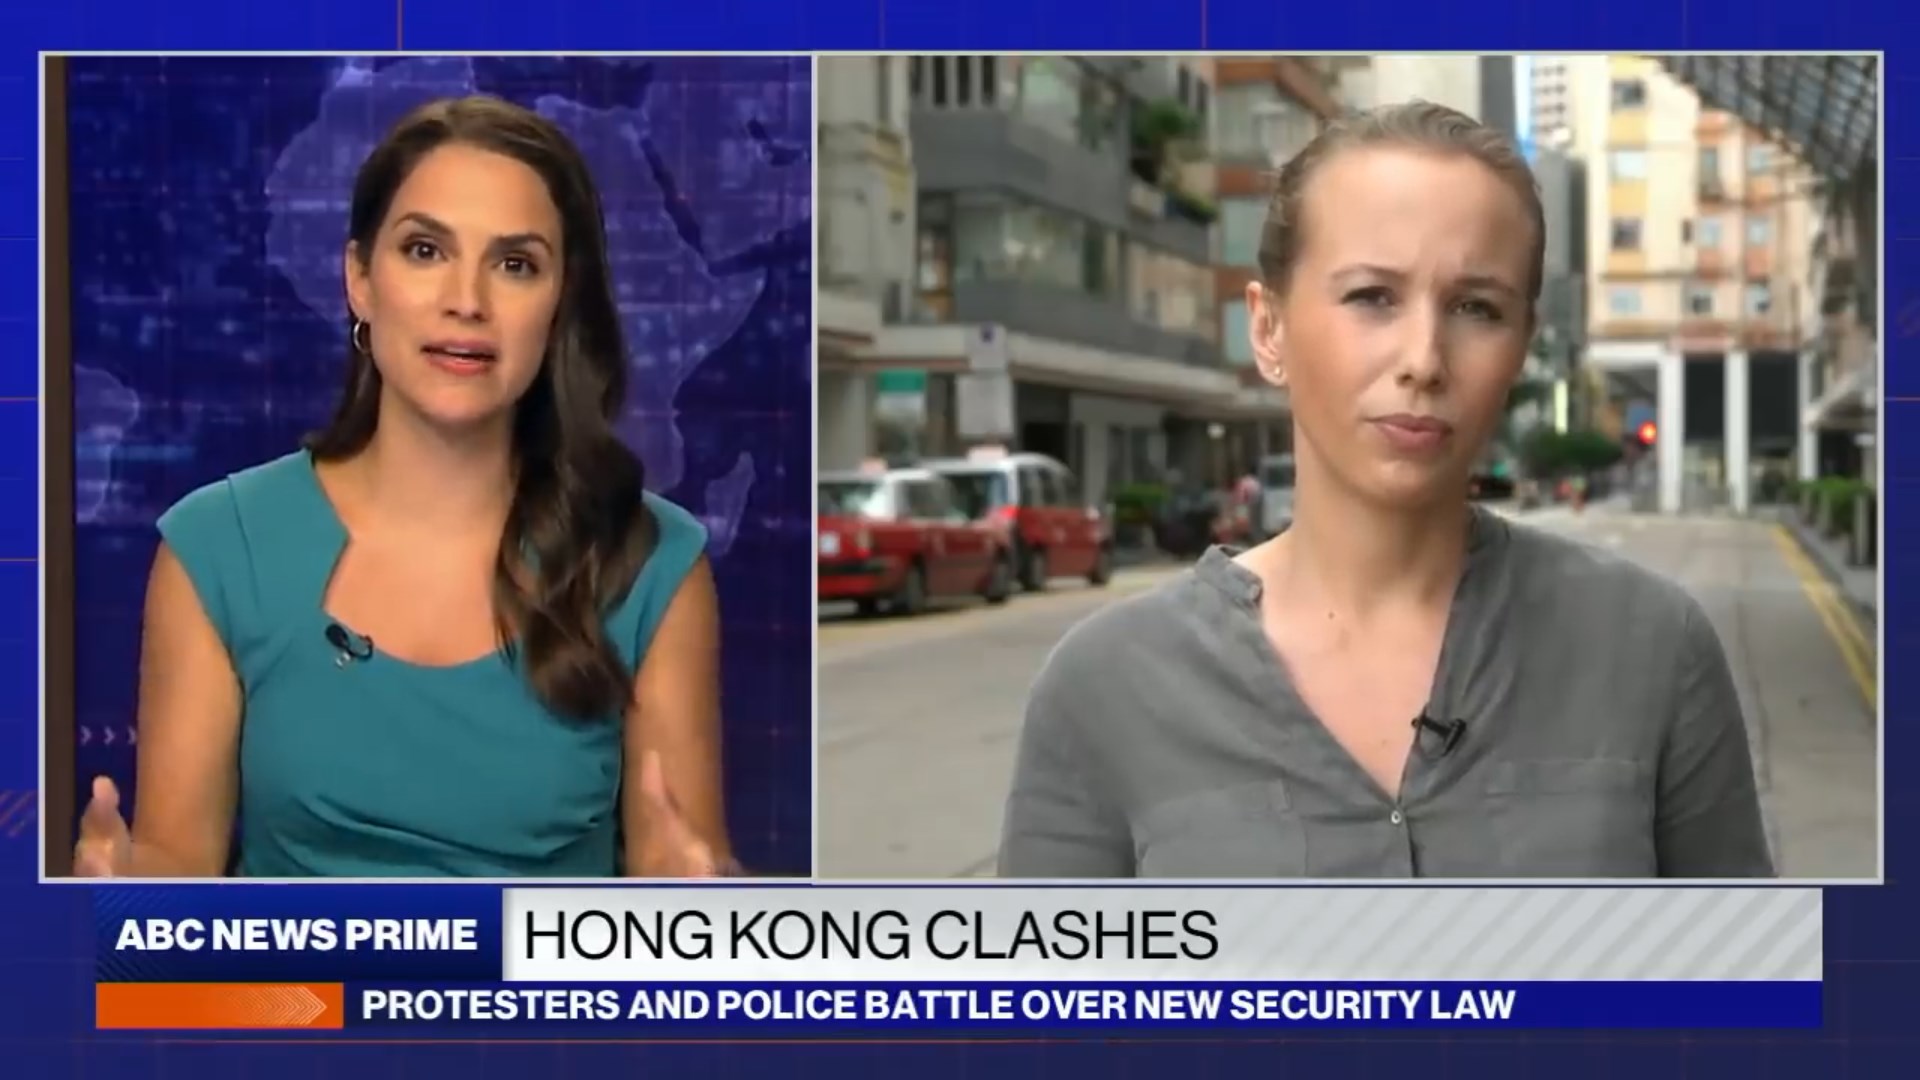 ABC NEWS PRIME
HONG KONG CLASHES
PROTESTERS AND POLICE BATTLE OVER NEW SECURITY LAW